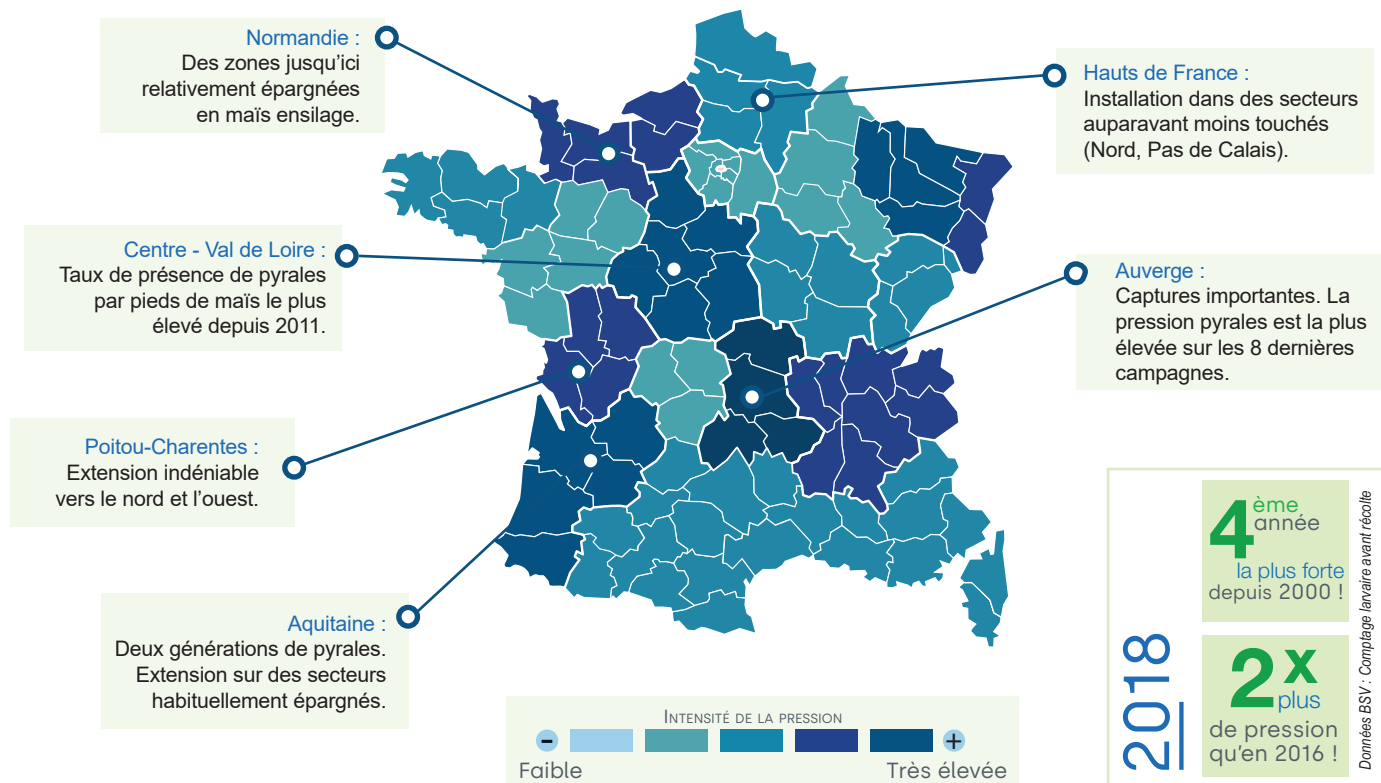 Normandie :
Des zones jusqu’ici
relativement épargnées
en maïs ensilage.
Hauts de France :
Installation dans des secteurs
auparavant moins touchés
(Nord, Pas de Calais).
Centre - Val de Loire :
Taux de présence de pyrales
par pieds de maïs le plus
élevé depuis 2011.
Auverge :
Captures importantes. La
pression pyrales est la plus
élevée sur les 8 dernières
campagnes.
Poitou-Charentes :
Extension indéniable
vers le nord et l’ouest.
Aquitaine :
Deux générations de pyrales.
Extension sur des secteurs
habituellement épargnés.
Intensité de la pression
- +
Faible Très élevée
2018
4ème
année
la plus forte
depuis 2000 !
2x
plus
de pression
qu'en 2016 !
Données BSV : Comptage larvaire avant récolte